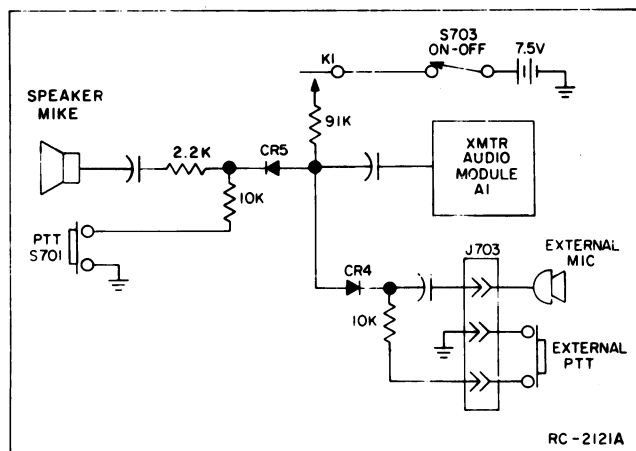 S703
ON-OFF
7.5V
K1
SPEAKER
MIKE
91K
2.2K
CR5
XMTR
AUDIO
MODULE
A1
10K
PTT
S701
J703
EXTERNAL
MIC
CR4
10K
EXTERNAL
PTT
RC-2121A